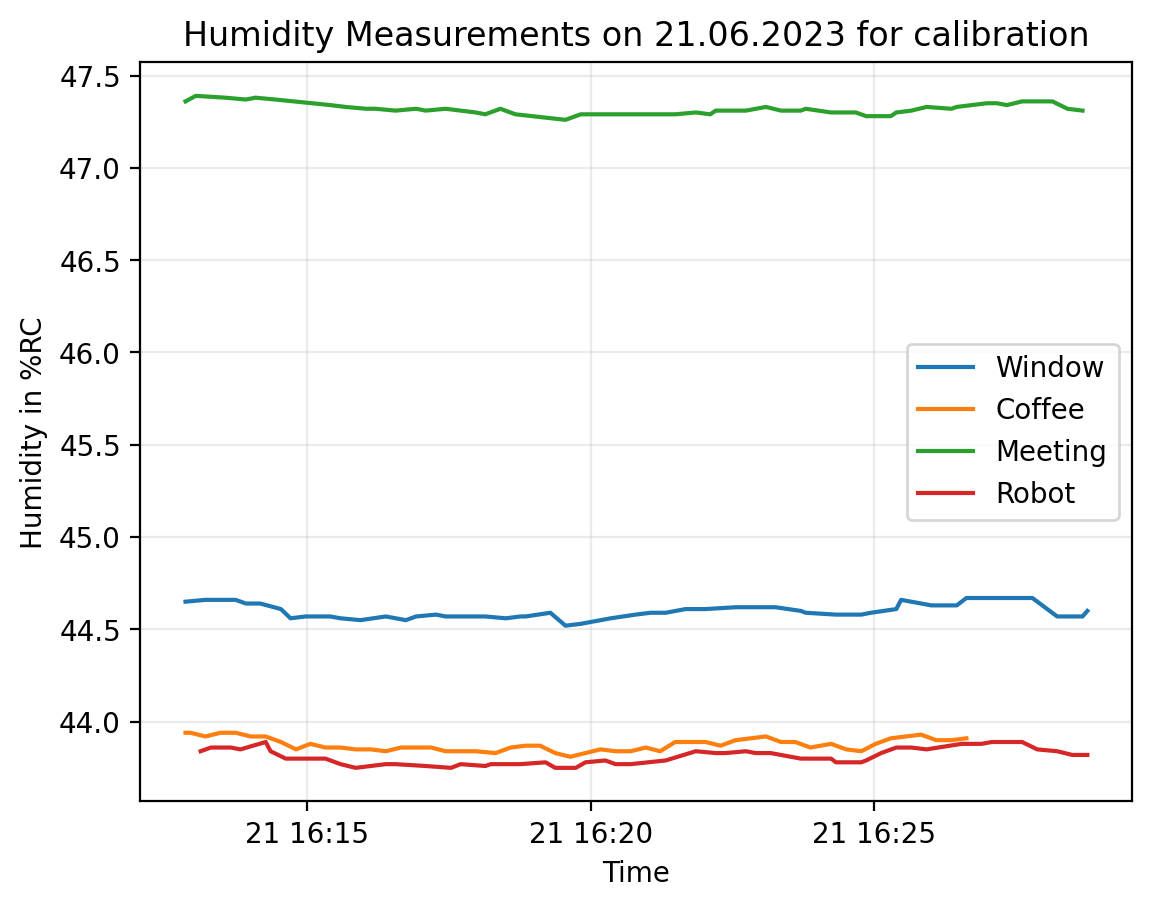 Humidity Measurements on 21.06.2023 for calibration
47.5
47.0
46.5
46.0
45.5
45.0
44.5
44.0
Humidity in %RC
Window
Coffee
Meeting
Robot
21 16:15
21 16:20
21 16:25
Time